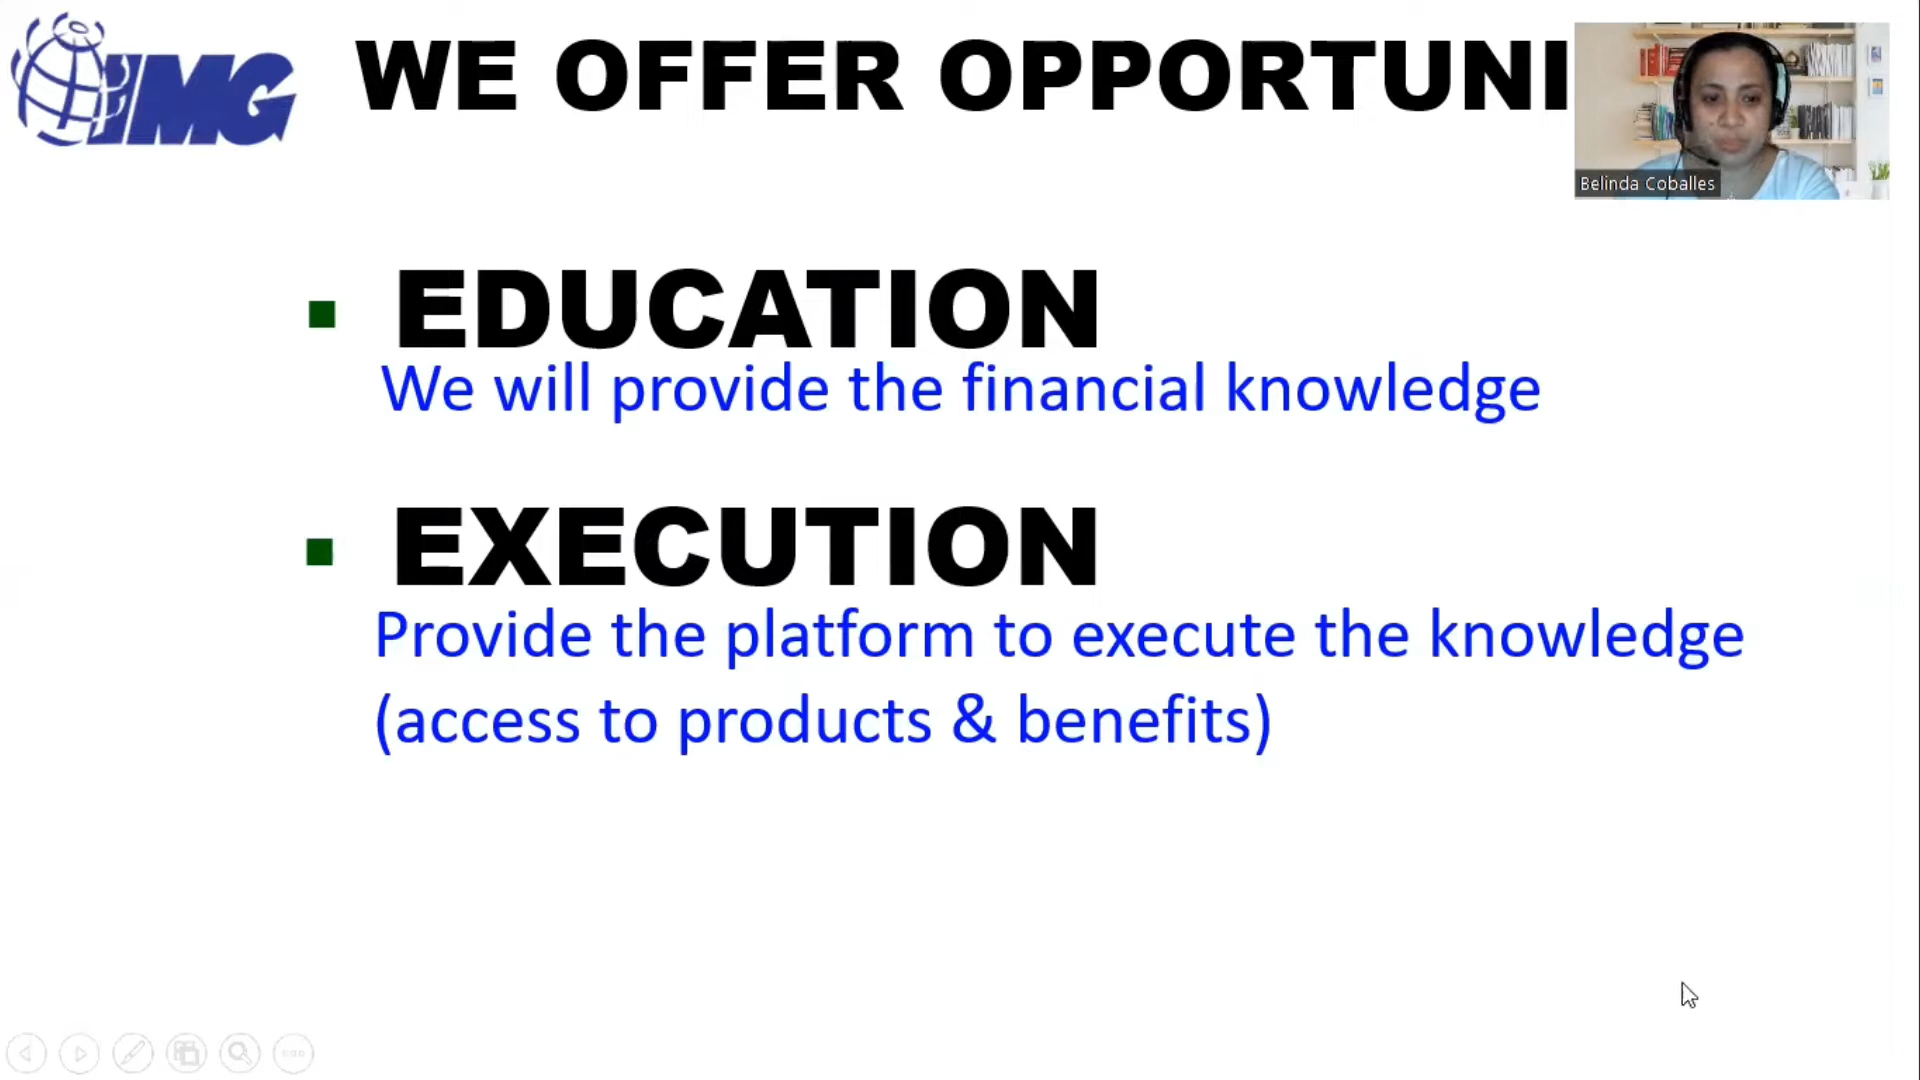 IMG
WE OFFER OPPORTUNI
Belinda Coballes
▪ EDUCATION
We will provide the financial knowledge
▪ EXECUTION
Provide the platform to execute the knowledge
(access to products & benefits)